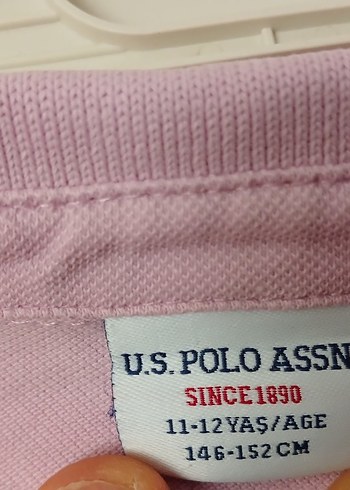 U.S. POLO ASSN
SINCE 1890
11-12 YAŞ/AGE
146-152 CM